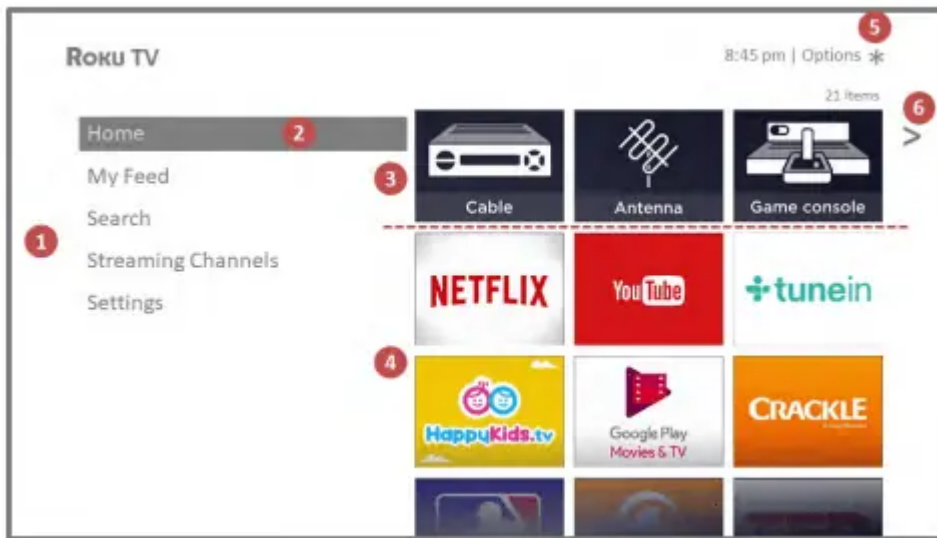 5
ROKU TV
8:45 pm | Options *
21 Items
6
>
Home 2
My Feed
3
Search
Cable Antenna Game console
1
Streaming Channels
Settings
NETFLIX YouTube tunein
4
HappyKids.tv Google Play
Movies & TV CRACKLE